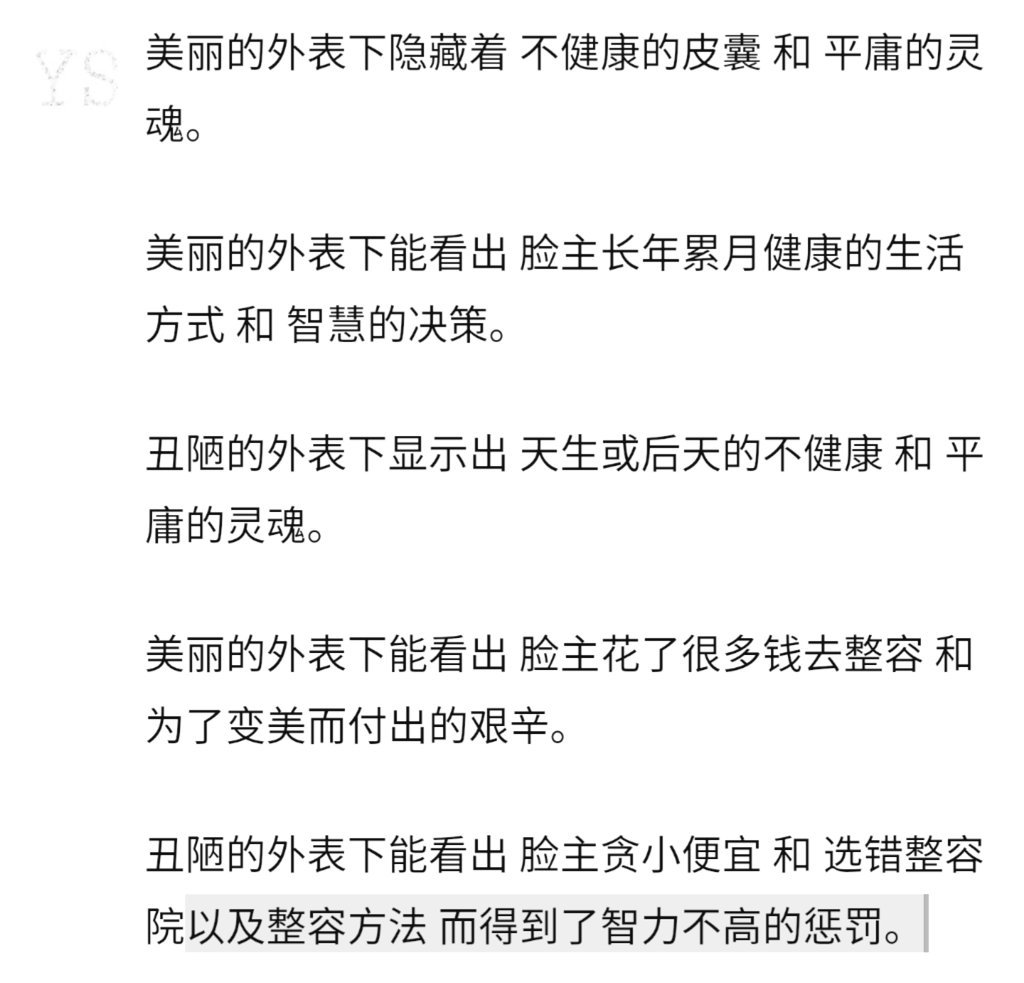 YS
美丽的外表下隐藏着 不健康的皮囊 和 平庸的灵
魂。
美丽的外表下能看出 脸主长年累月健康的生活
方式 和 智慧的决策。
丑陋的外表下显示出 天生或后天的不健康 和 平
庸的灵魂。
美丽的外表下能看出 脸主花了很多钱去整容 和
为了变美而付出的艰辛。
丑陋的外表下能看出 脸主贪小便宜 和 选错整容
院以及整容方法 而得到了智力不高的惩罚。